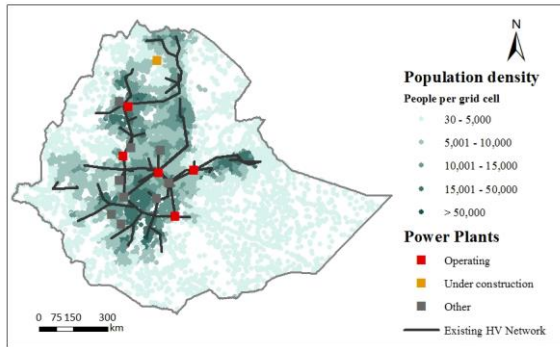 N
Population density
People per grid cell
30 - 5,000
5,001 - 10,000
10,001 - 15,000
15,001 - 50,000
> 50,000
Power Plants
Operating
Under construction
Other
Existing HV Network
0 75 150 300
km